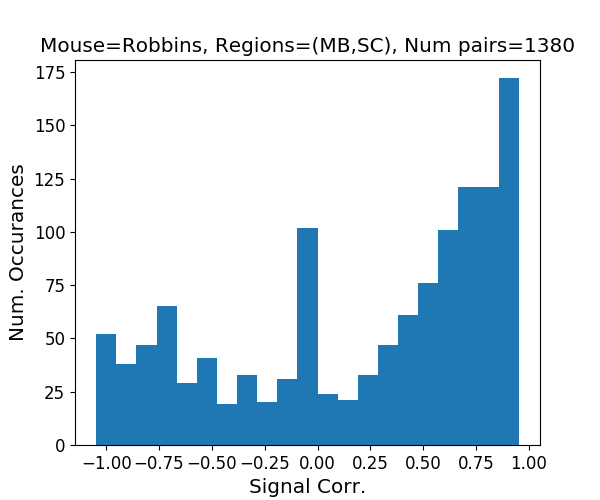 Mouse=Robbins, Regions=(MB,SC), Num pairs=1380
Num. Occurances
175
150
125
100
75
50
25
0
−1.00 −0.75 −0.50 −0.25 0.00 0.25 0.50 0.75 1.00
Signal Corr.